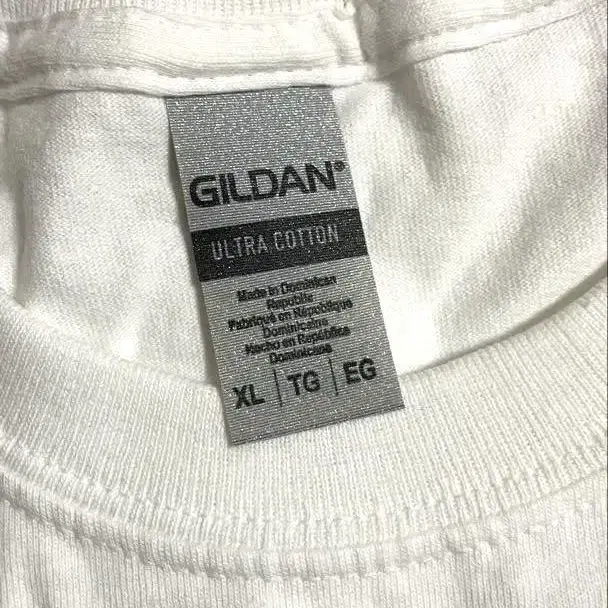 GILDAN®
ULTRA COTTON
Made in Dominican
Republic
Fabriqué en République
Dominicaine
Hecho en República
Dominicana
XL | TG | EG